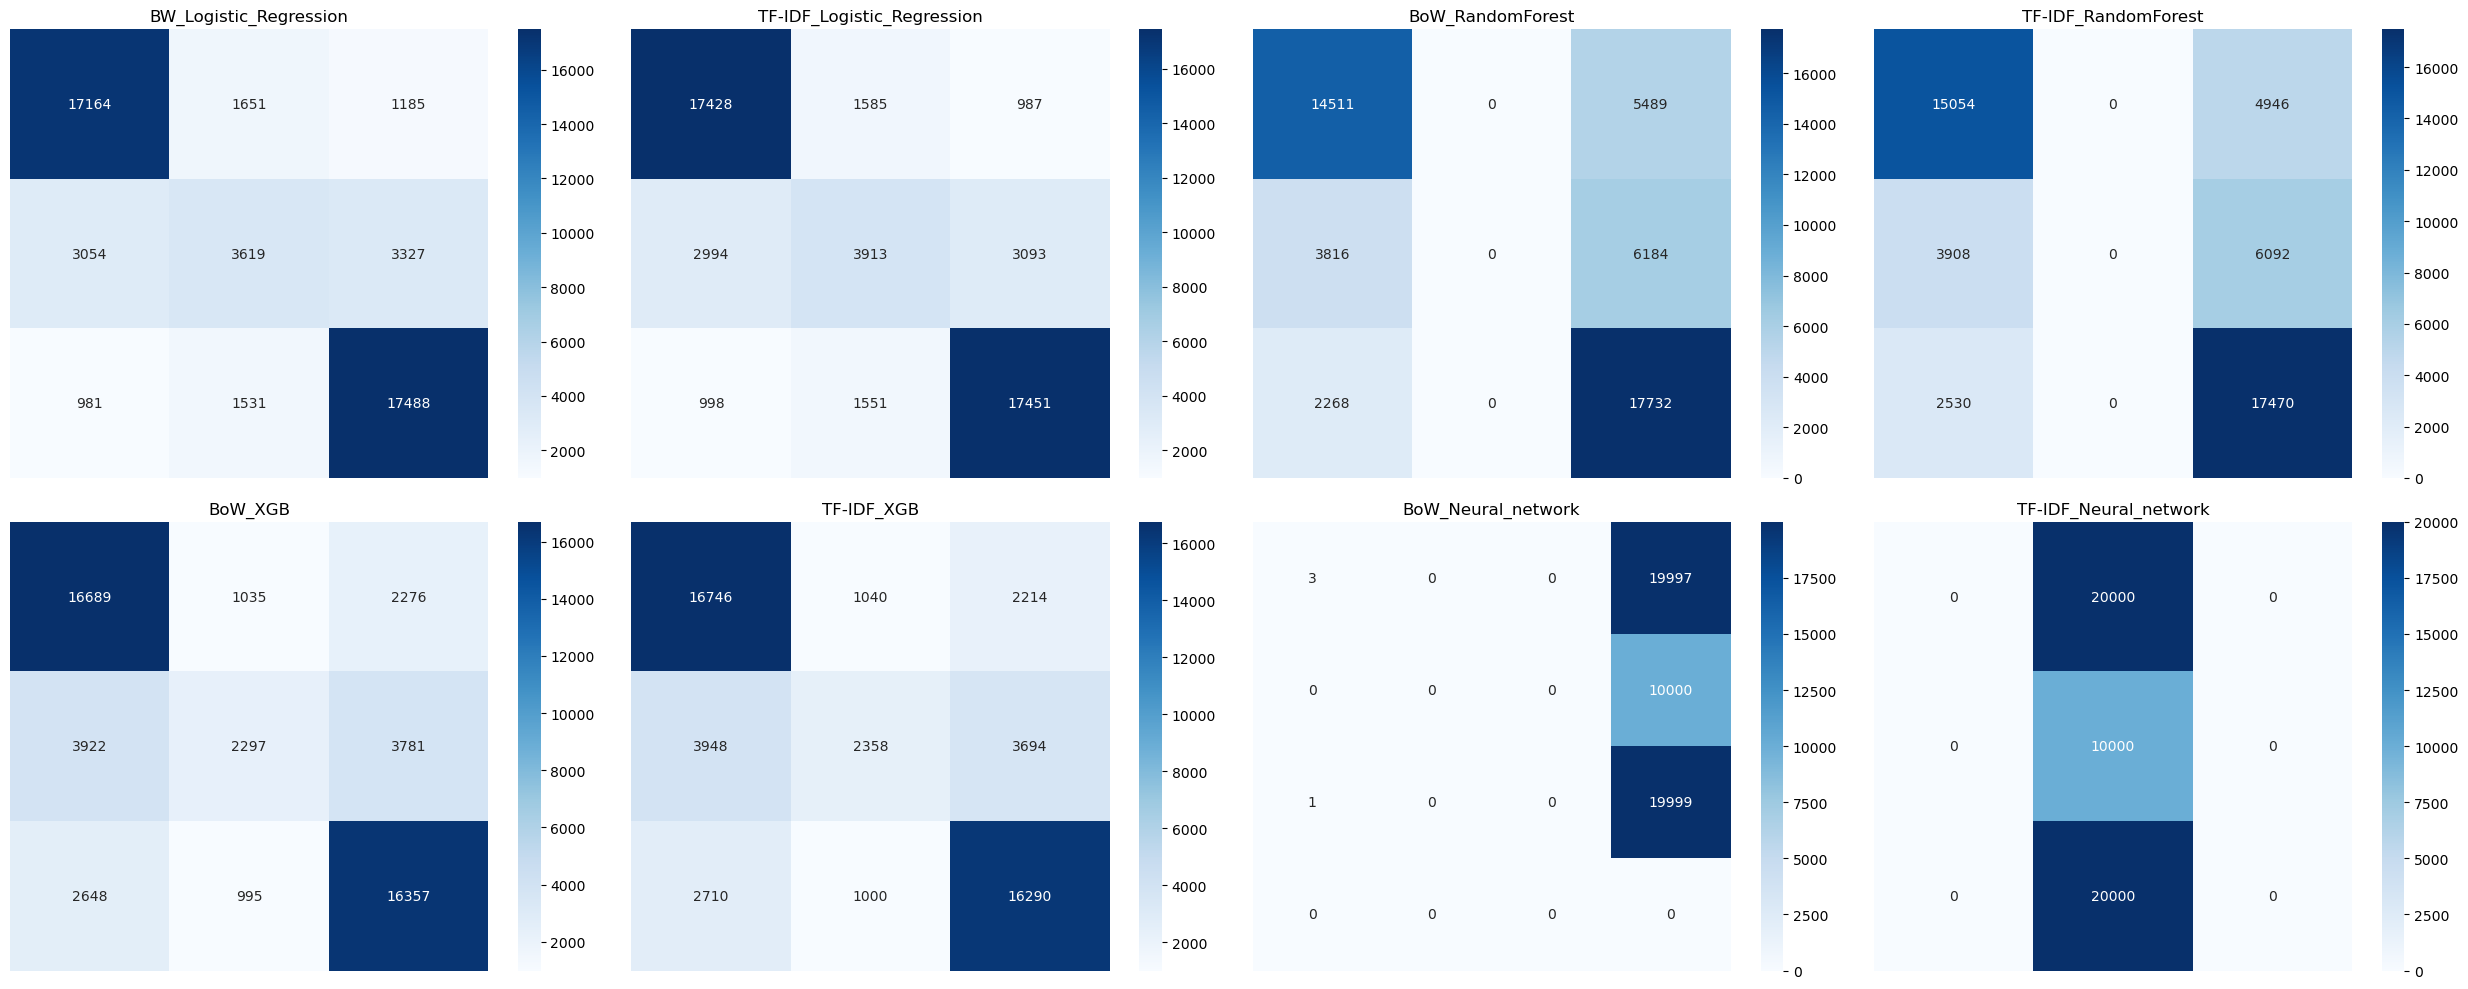 BW_Logistic_Regression
17164 1651 1185
3054 3619 3327
981 1531 17488
16000
14000
12000
10000
8000
6000
4000
2000
TF-IDF_Logistic_Regression
17428 1585 987
2994 3913 3093
998 1551 17451
16000
14000
12000
10000
8000
6000
4000
2000
BoW_RandomForest
14511 0 5489
3816 0 6184
2268 0 17732
16000
14000
12000
10000
8000
6000
4000
2000
0
TF-IDF_RandomForest
15054 0 4946
3908 0 6092
2530 0 17470
16000
14000
12000
10000
8000
6000
4000
2000
0
BoW_XGB
16689 1035 2276
3922 2297 3781
2648 995 16357
16000
14000
12000
10000
8000
6000
4000
2000
TF-IDF_XGB
16746 1040 2214
3948 2358 3694
2710 1000 16290
16000
14000
12000
10000
8000
6000
4000
2000
BoW_Neural_network
3 0 0 19997
0 0 0 10000
1 0 0 19999
0 0 0 0
17500
15000
12500
10000
7500
5000
2500
0
TF-IDF_Neural_network
0 20000 0
0 10000 0
0 20000 0
20000
17500
15000
12500
10000
7500
5000
2500
0